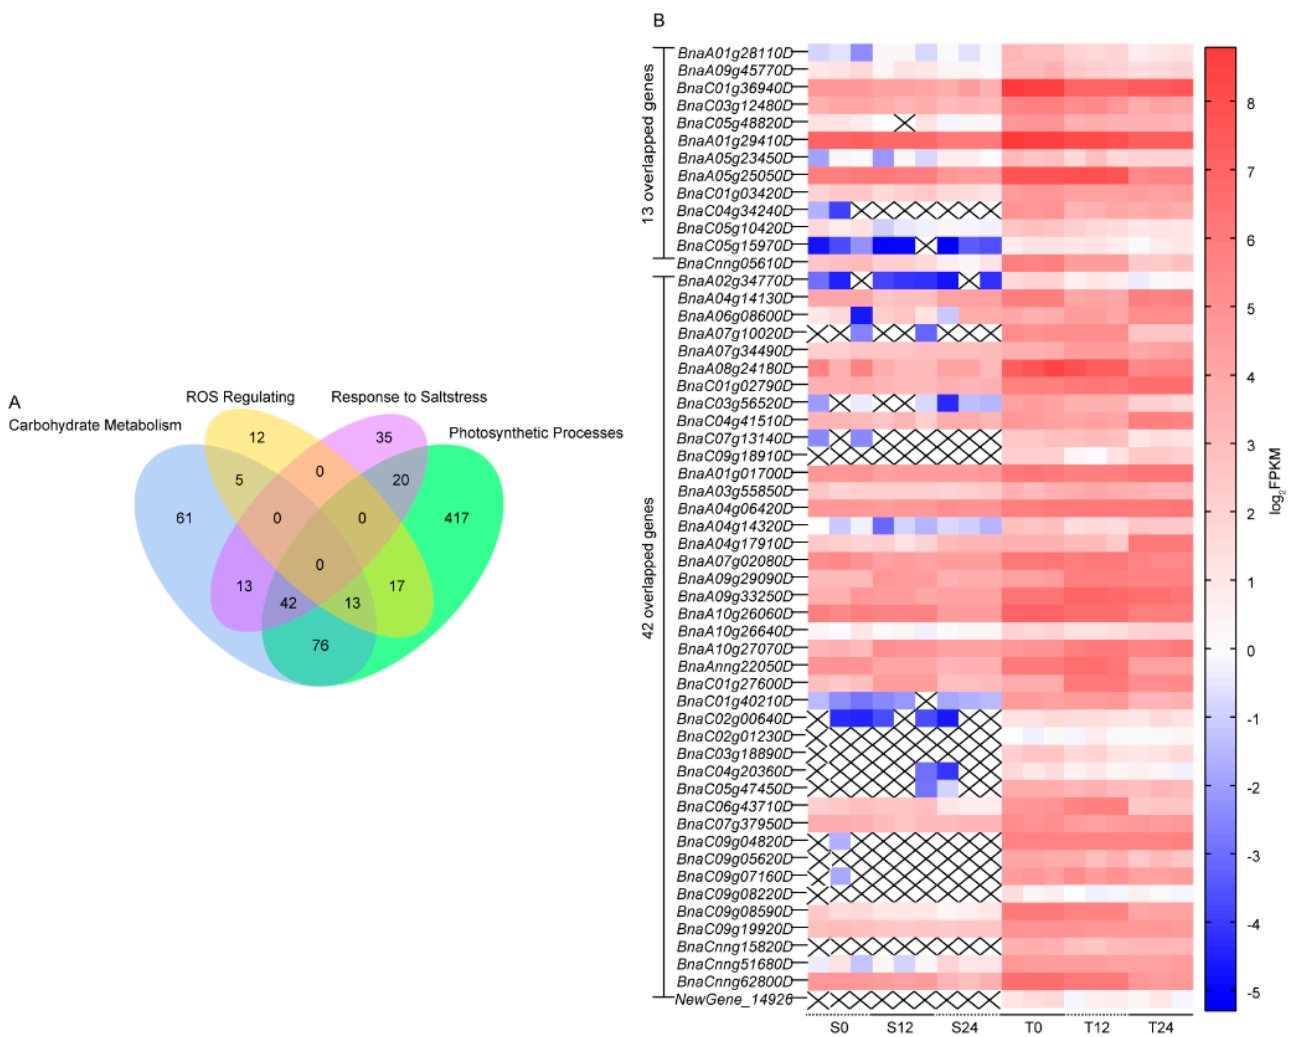 A
ROS Regulating
Response to Saltstress
Carbohydrate Metabolism
Photosynthetic Processes
12
35
5
0
20
61
0
0
417
0
13
42
13
17
76
B
13 overlapped genes
42 overlapped genes
BnaA01g28110D
BnaA09g45770D
BnaC01g36940D
BnaC03g12480D
BnaC05g48820D
BnaA01g29410D
BnaA05g23450D
BnaA05g25050D
BnaC01g03420D
BnaC04g34240D
BnaC05g10420D
BnaC05g15970D
BnaCnng05610D
BnaA02g34770D
BnaA04g14130D
BnaA06g08600D
BnaA07g10020D
BnaA07g34490D
BnaA08g24180D
BnaC01g02790D
BnaC03g56520D
BnaC04g41510D
BnaC07g13140D
BnaC09g18910D
BnaA01g01700D
BnaA03g55850D
BnaA04g06420D
BnaA04g14320D
BnaA04g17910D
BnaA07g02080D
BnaA09g29090D
BnaA09g33250D
BnaA10g26060D
BnaA10g26640D
BnaA10g27070D
BnaAnng22050D
BnaC01g27600D
BnaC01g40210D
BnaC02g00640D
BnaC02g01230D
BnaC03g18890D
BnaC04g20360D
BnaC05g47450D
BnaC06g43710D
BnaC07g37950D
BnaC09g04820D
BnaC09g05620D
BnaC09g07160D
BnaC09g08220D
BnaC09g08590D
BnaC09g19920D
BnaCnng15820D
BnaCnng51680D
BnaCnng62800D
NewGene_14926
S0 S12 S24 T0 T12 T24
8
7
6
5
4
3
2
1
0
-1
-2
-3
-4
-5
log2FPKM